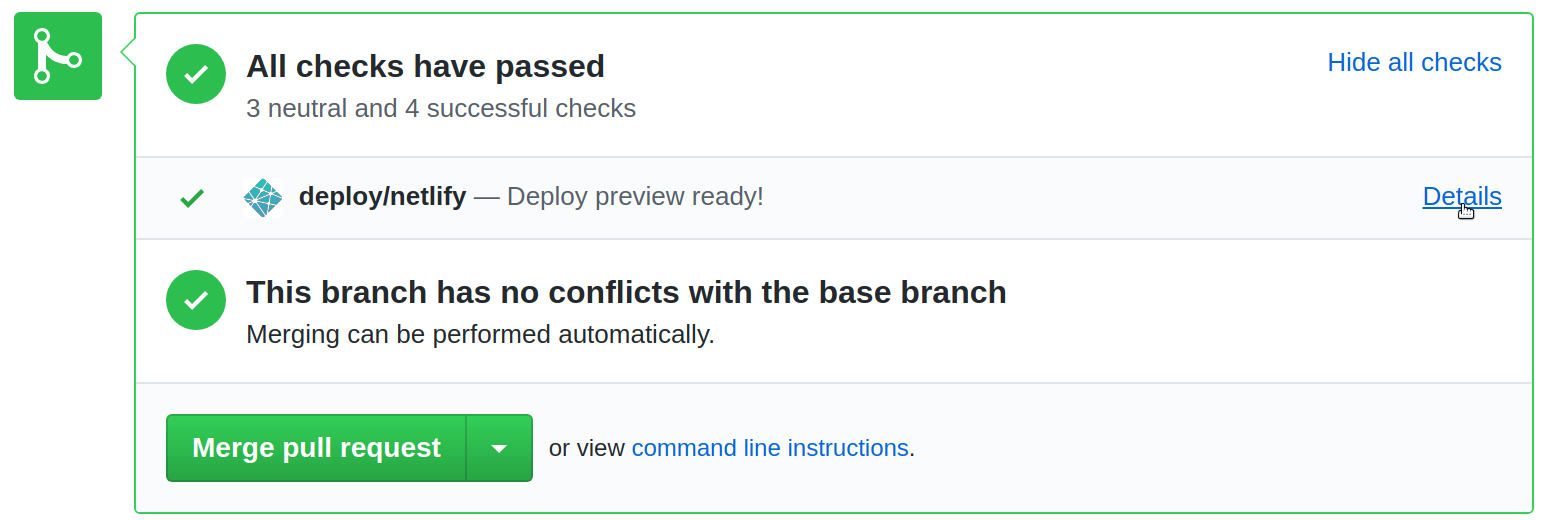 All checks have passed
Hide all checks
3 neutral and 4 successful checks
deploy/netlify — Deploy preview ready!
Details
This branch has no conflicts with the base branch
Merging can be performed automatically.
Merge pull request
or view command line instructions.